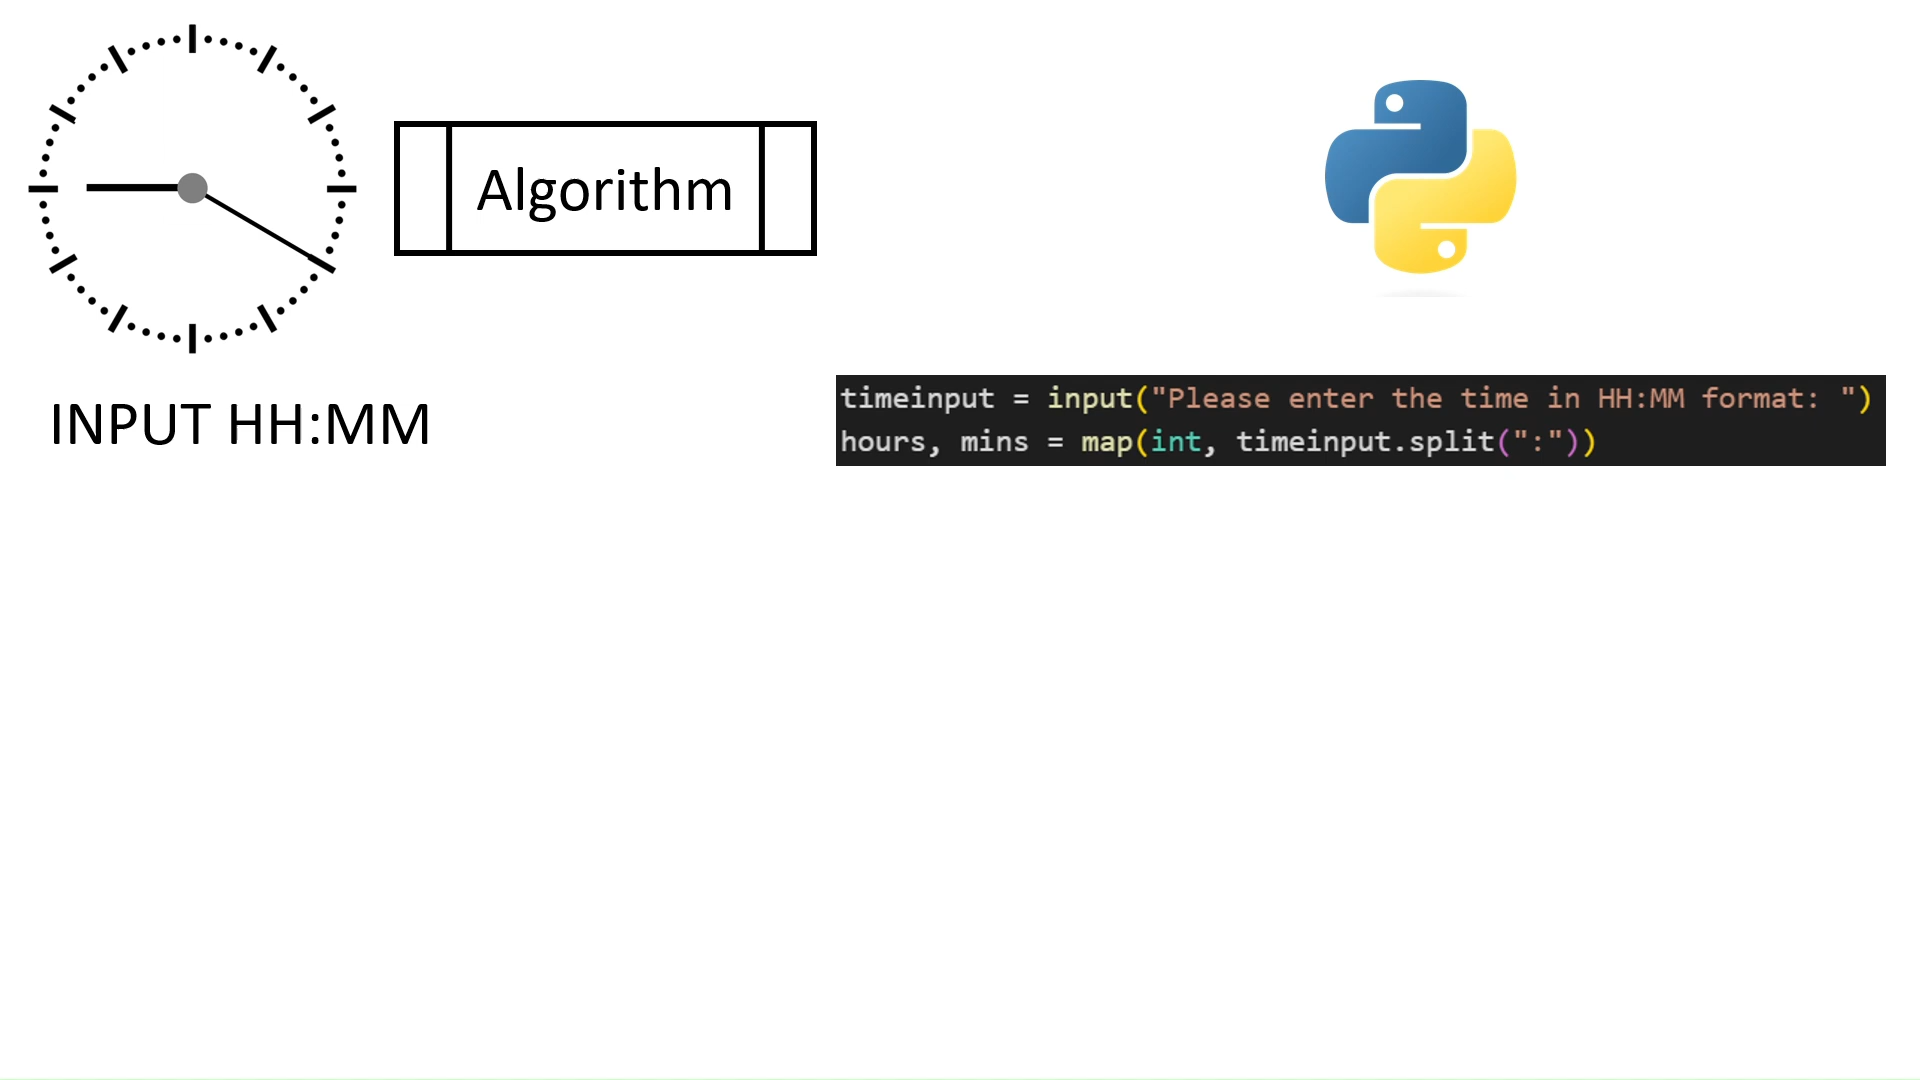 Algorithm
INPUT HH:MM
timeinput = input("Please enter the time in HH:MM format: ")
hours, mins = map(int, timeinput.split(":"))